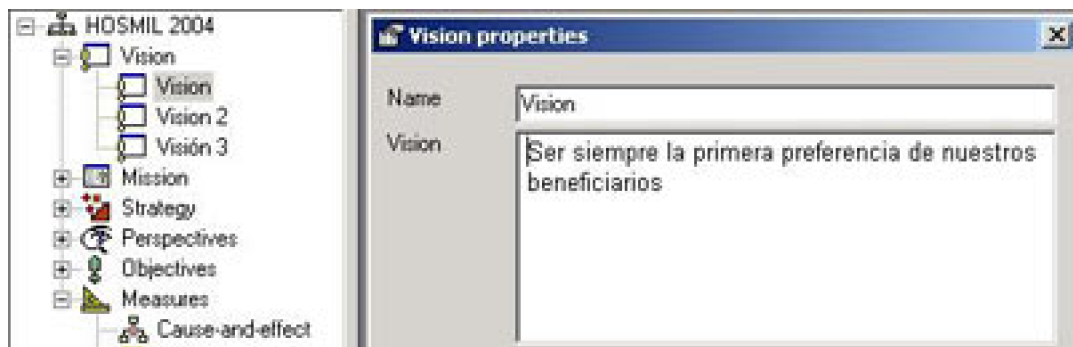 HOSMIL 2004
Vision
Vision
Vision 2
Visión 3
Mission
Strategy
Perspectives
Objectives
Measures
Cause-and-effect
Vision properties
Name
Vision
Vision
Ser siempre la primera preferencia de nuestros
beneficiarios